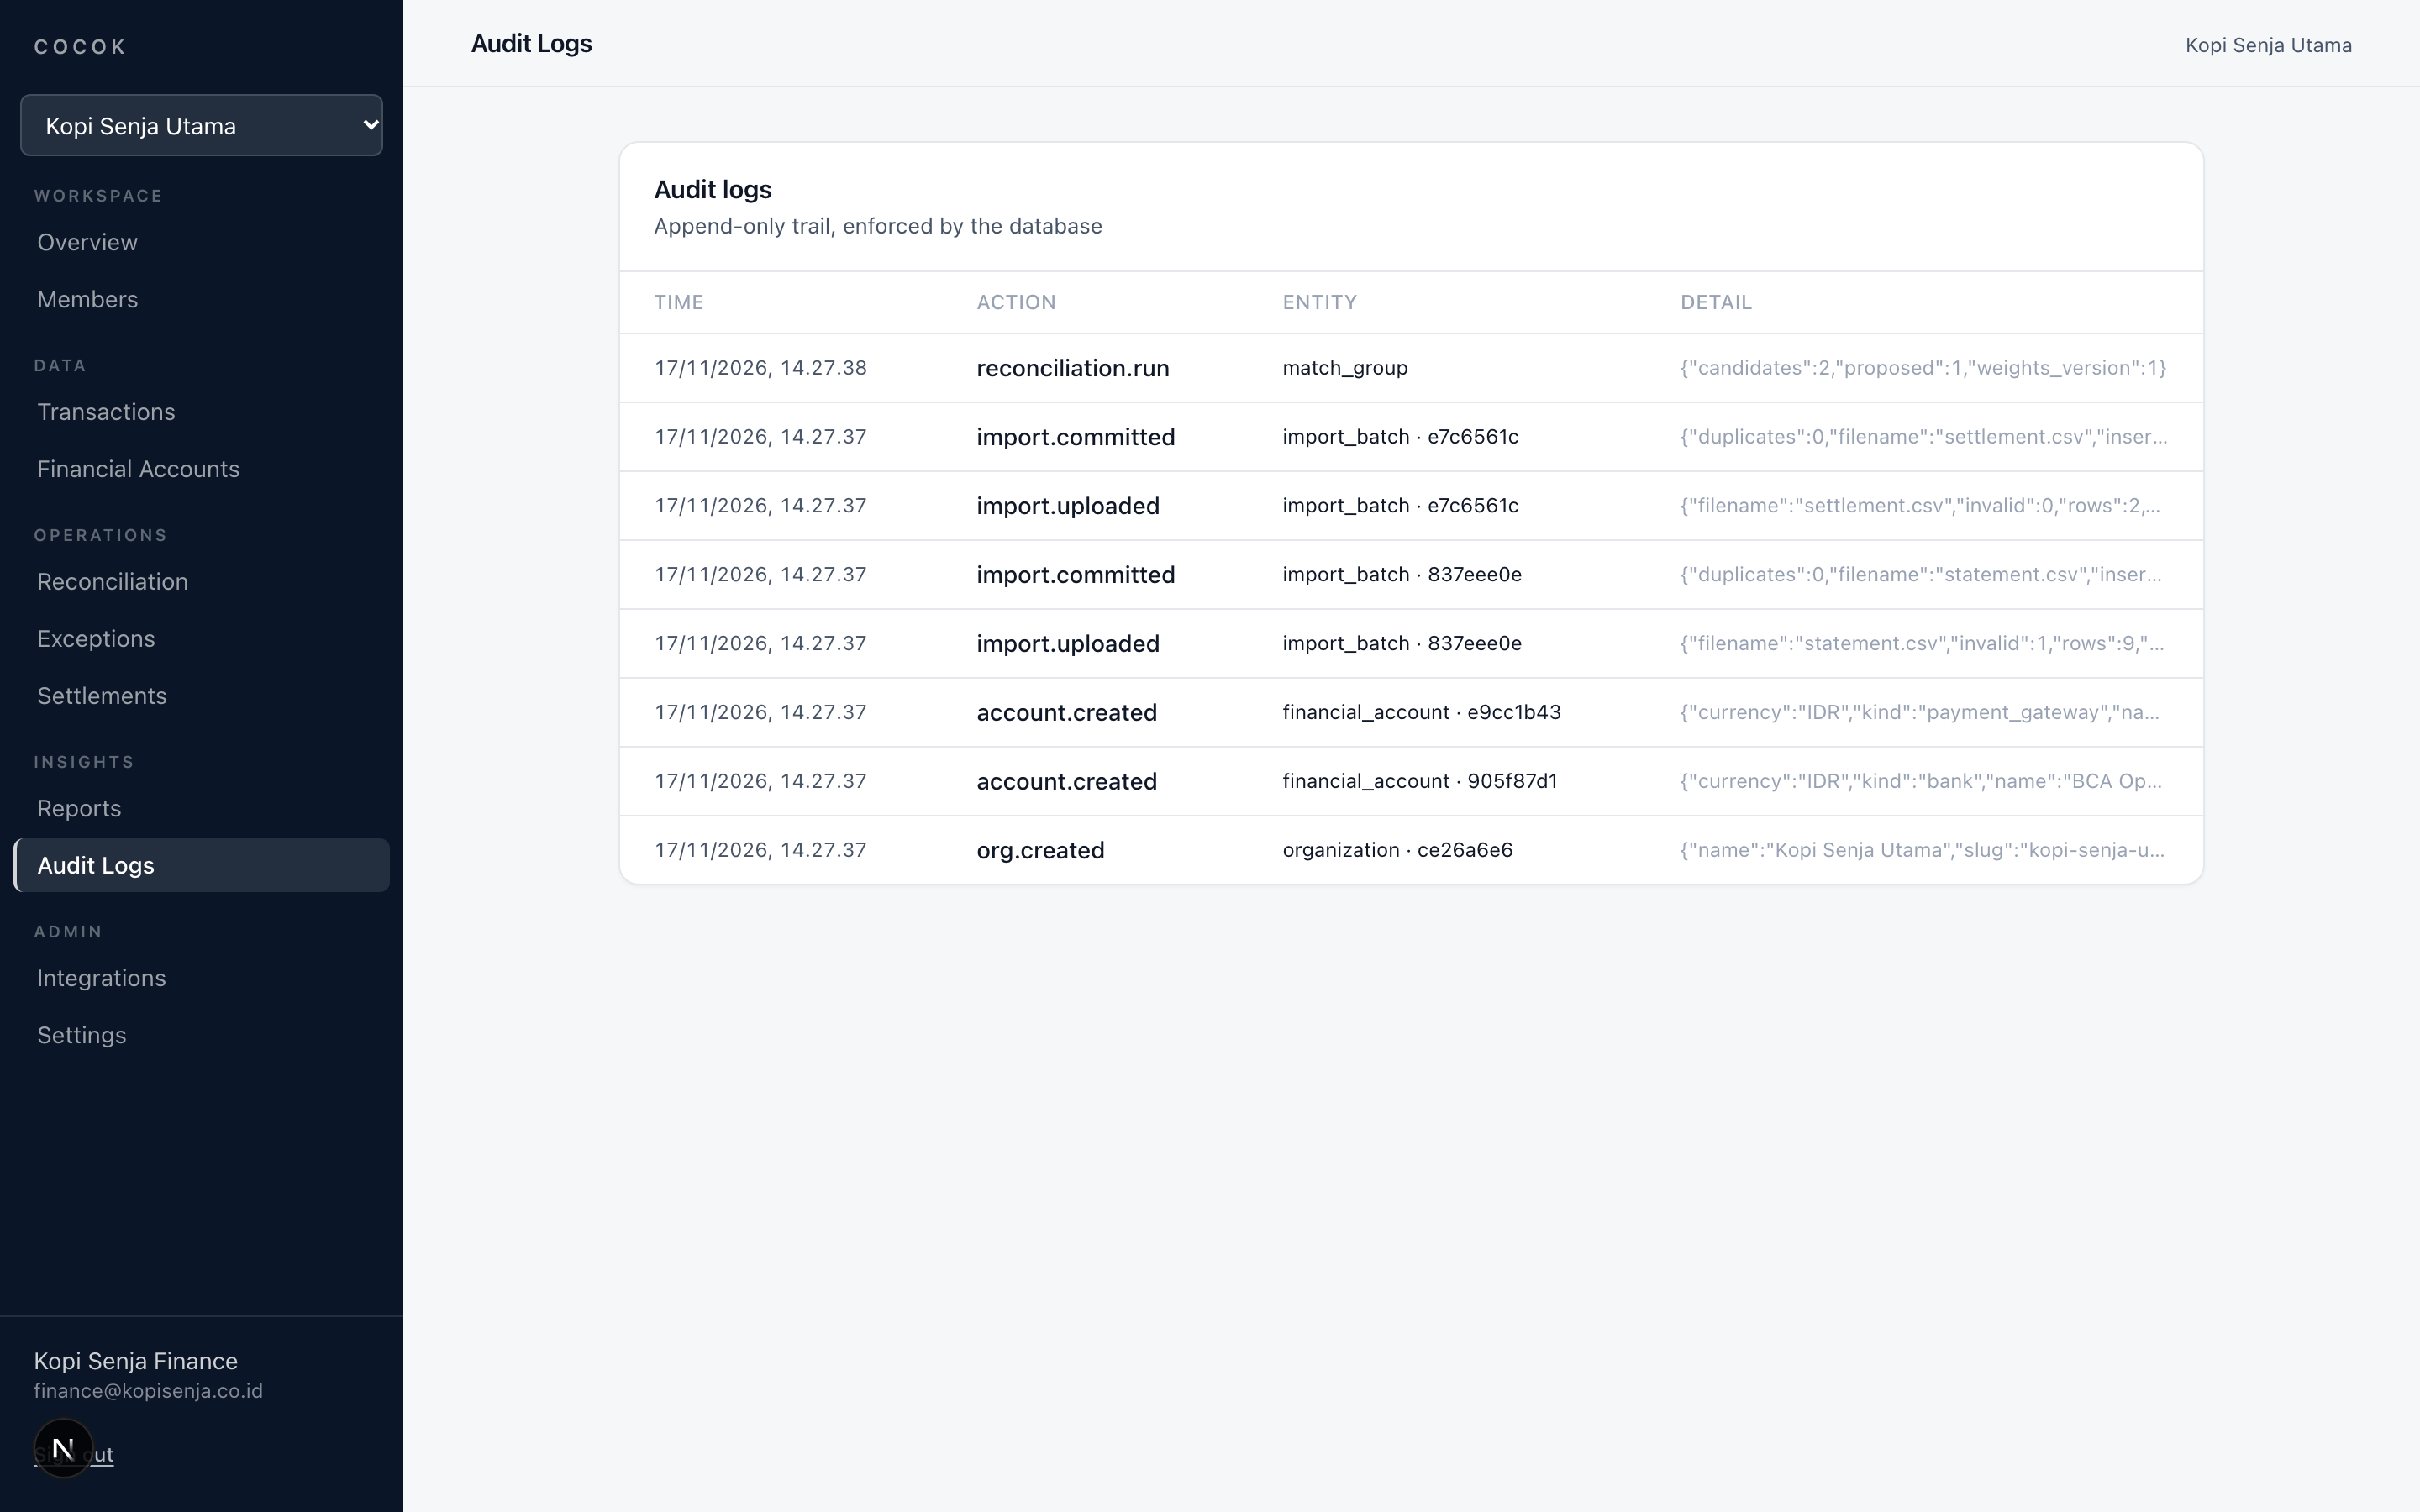 COCOK
Kopi Senja Utama
WORKSPACE
Overview
Members
DATA
Transactions
Financial Accounts
OPERATIONS
Reconciliation
Exceptions
Settlements
INSIGHTS
Reports
Audit Logs
ADMIN
Integrations
Settings
Kopi Senja Finance
finance@kopisenja.co.id
N
out
Audit Logs
Kopi Senja Utama
Audit logs
Append-only trail, enforced by the database
TIME ACTION ENTITY DETAIL
17/11/2026, 14.27.38 reconciliation.run match_group {"candidates":2,"proposed":1,"weights_version":1}
17/11/2026, 14.27.37 import.committed import_batch · e7c6561c {"duplicates":0,"filename":"settlement.csv","inser...
17/11/2026, 14.27.37 import.uploaded import_batch · e7c6561c {"filename":"settlement.csv","invalid":0,"rows":2,...
17/11/2026, 14.27.37 import.committed import_batch · 837eee0e {"duplicates":0,"filename":"statement.csv","inser...
17/11/2026, 14.27.37 import.uploaded import_batch · 837eee0e {"filename":"statement.csv","invalid":1,"rows":9,"...
17/11/2026, 14.27.37 account.created financial_account · e9cc1b43 {"currency":"IDR","kind":"payment_gateway","na...
17/11/2026, 14.27.37 account.created financial_account · 905f87d1 {"currency":"IDR","kind":"bank","name":"BCA Op...
17/11/2026, 14.27.37 org.created organization · ce26a6e6 {"name":"Kopi Senja Utama","slug":"kopi-senja-u...